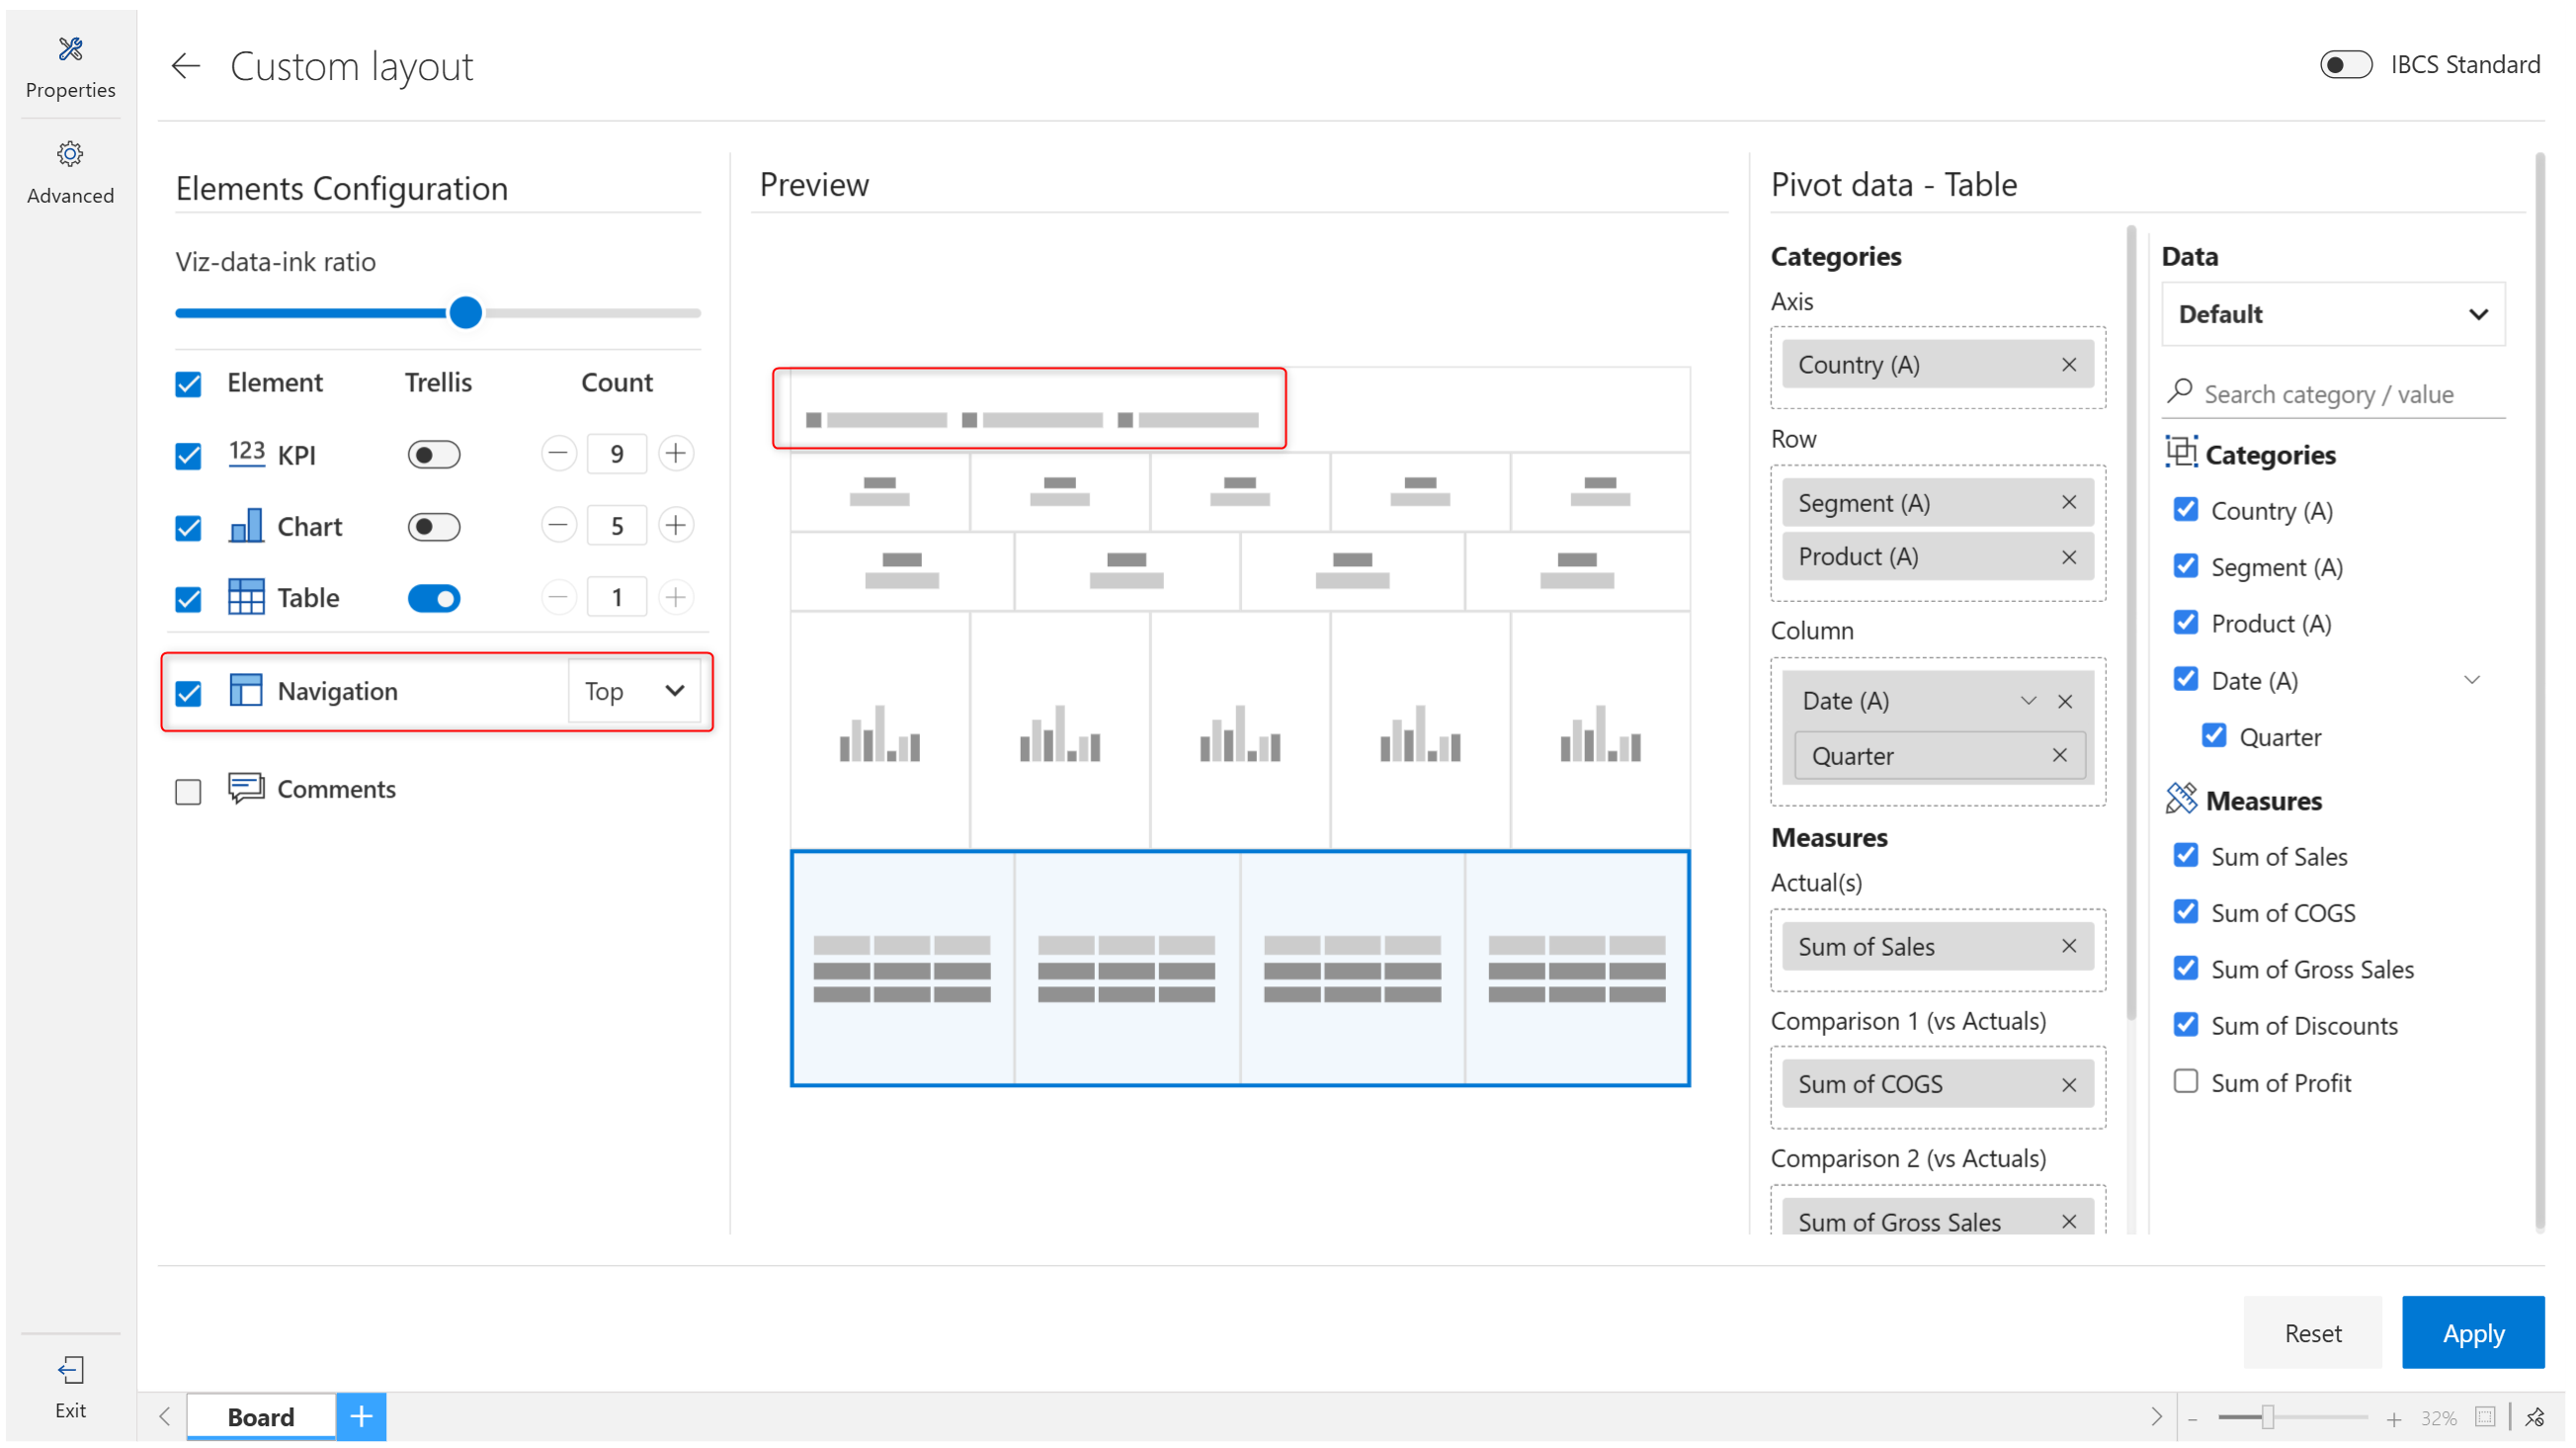 Properties
Advanced
Custom layout
IBCS Standard
Elements Configuration
Viz-data-ink ratio
Element Trellis Count
123 KPI 9
Chart 5
Table 1
Navigation Top
Comments
Preview
Pivot data - Table
Categories
Axis
Country (A)
Row
Segment (A)
Product (A)
Column
Date (A)
Quarter
Measures
Actual(s)
Sum of Sales
Comparison 1 (vs Actuals)
Sum of COGS
Comparison 2 (vs Actuals)
Sum of Gross Sales
Data
Default
Search category / value
Categories
Country (A)
Segment (A)
Product (A)
Date (A)
Quarter
Measures
Sum of Sales
Sum of COGS
Sum of Gross Sales
Sum of Discounts
Sum of Profit
Reset Apply
Exit
Board +
- + 32%